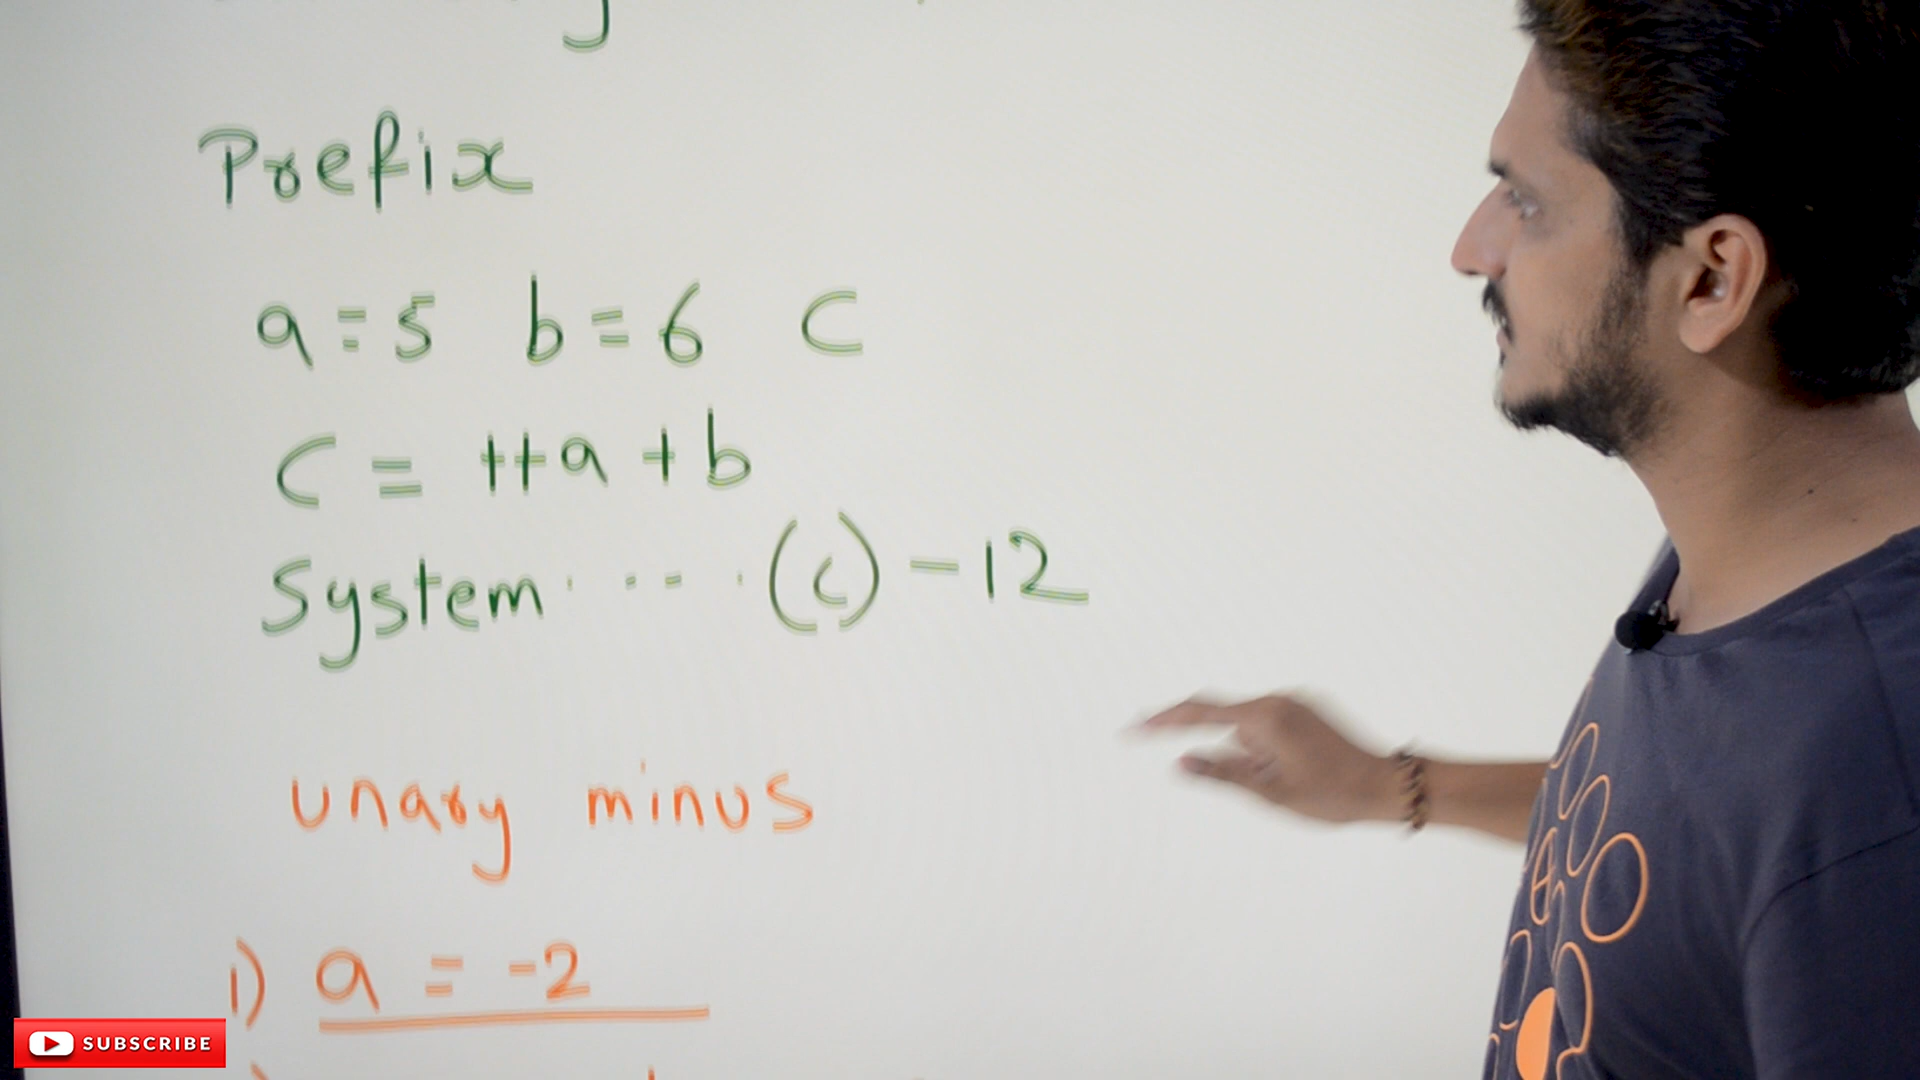 Prefix
a = 5 b = 6 C
C = ++a + b
System. .. . (c) - 12
unary minus
1) a = -2
SUBSCRIBE